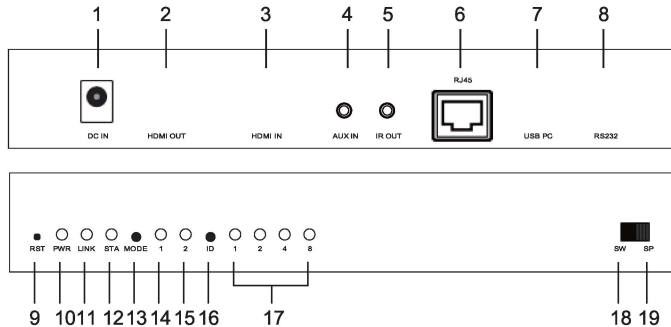 1 2 3 4 5 6 7 8
RJ45
DC IN HDMI OUT HDMI IN AUX IN IR OUT USB PC RS232
RST PWR LINK STA MODE 1 2 ID 1 2 4 8 SW SP
9 10 11 12 13 14 15 16 17 18 19